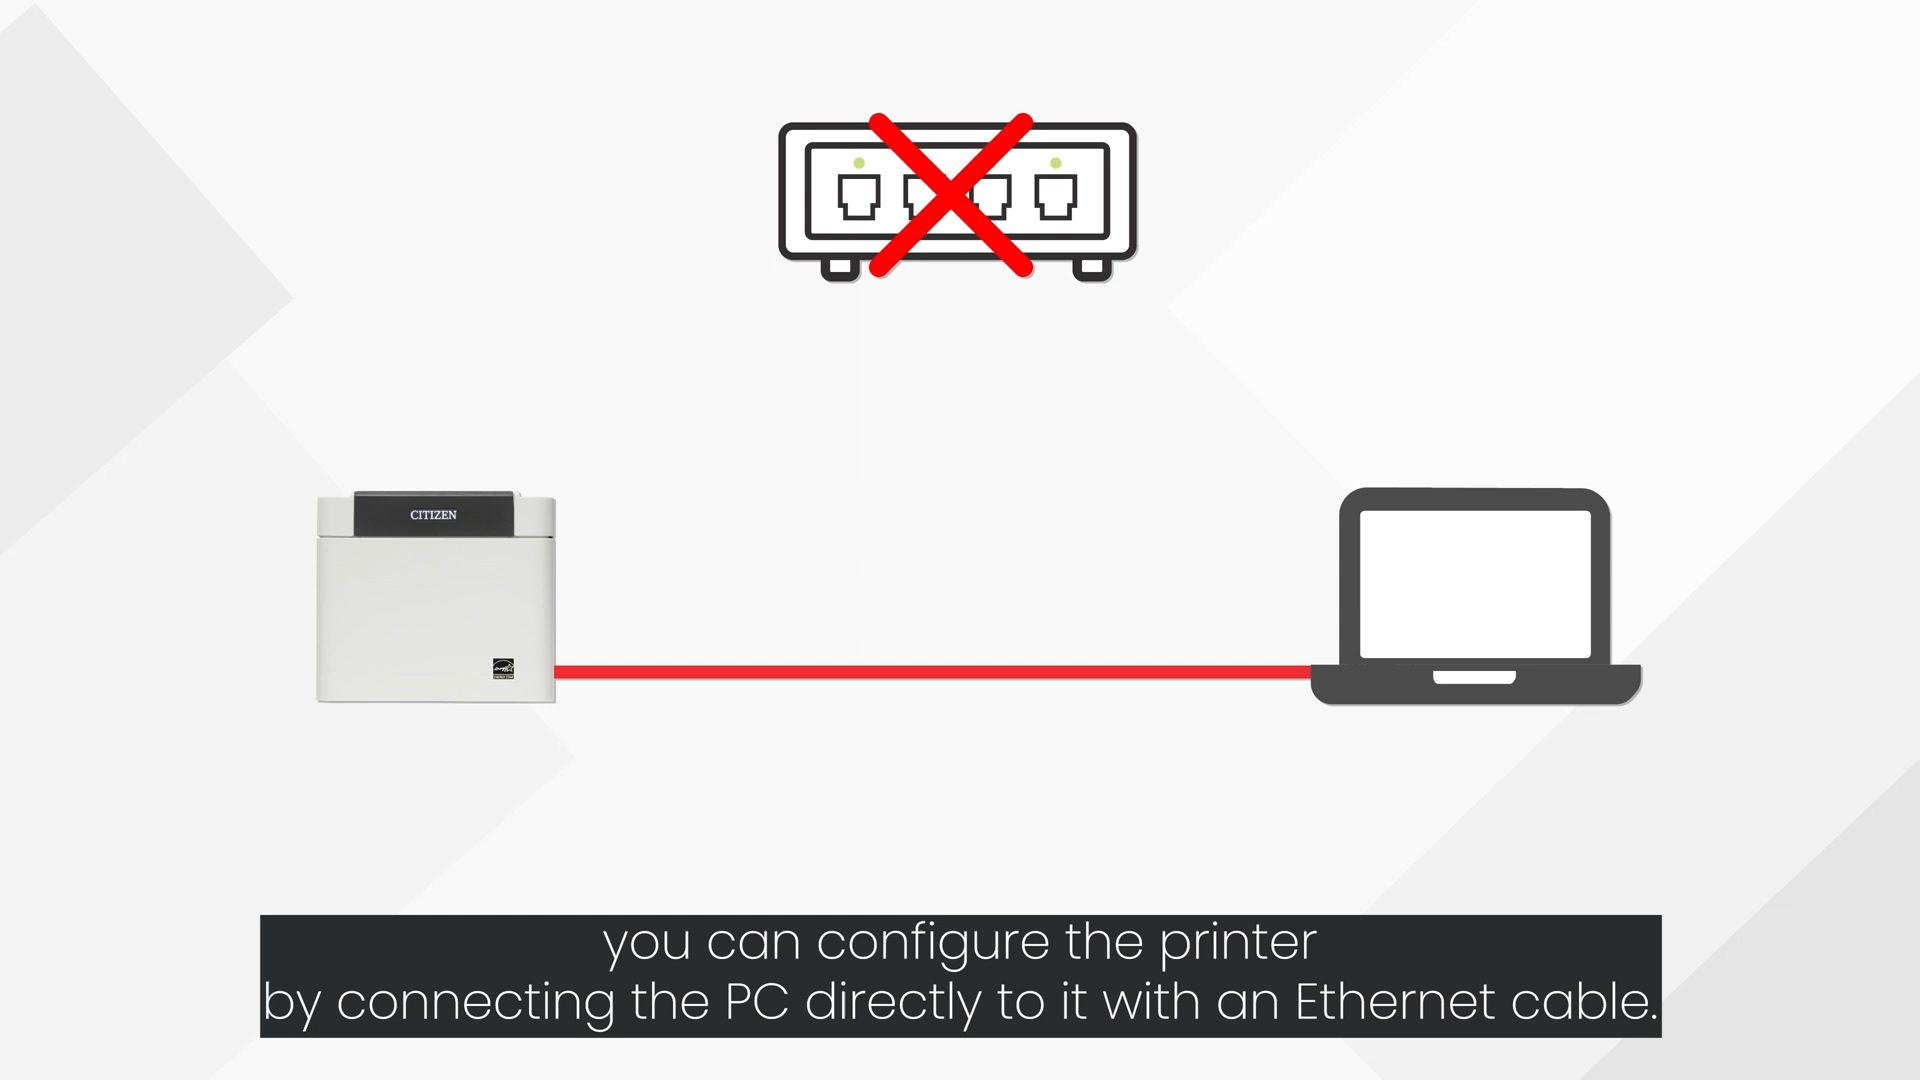 CITIZEN
you can configure the printer
by connecting the PC directly to it with an Ethernet cable.